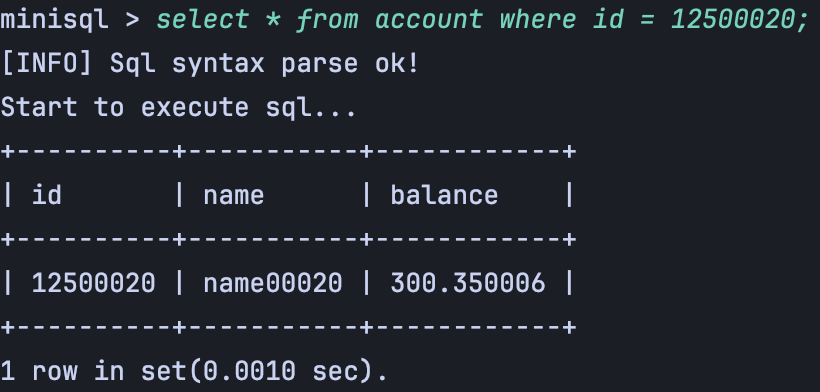 minisql > select * from account where id = 12500020;
[INFO] Sql syntax parse ok!
Start to execute sql...
+----------+-----------+------------+
| id       | name      | balance    |
+----------+-----------+------------+
| 12500020 | name00020 | 300.350006 |
+----------+-----------+------------+
1 row in set(0.0010 sec).